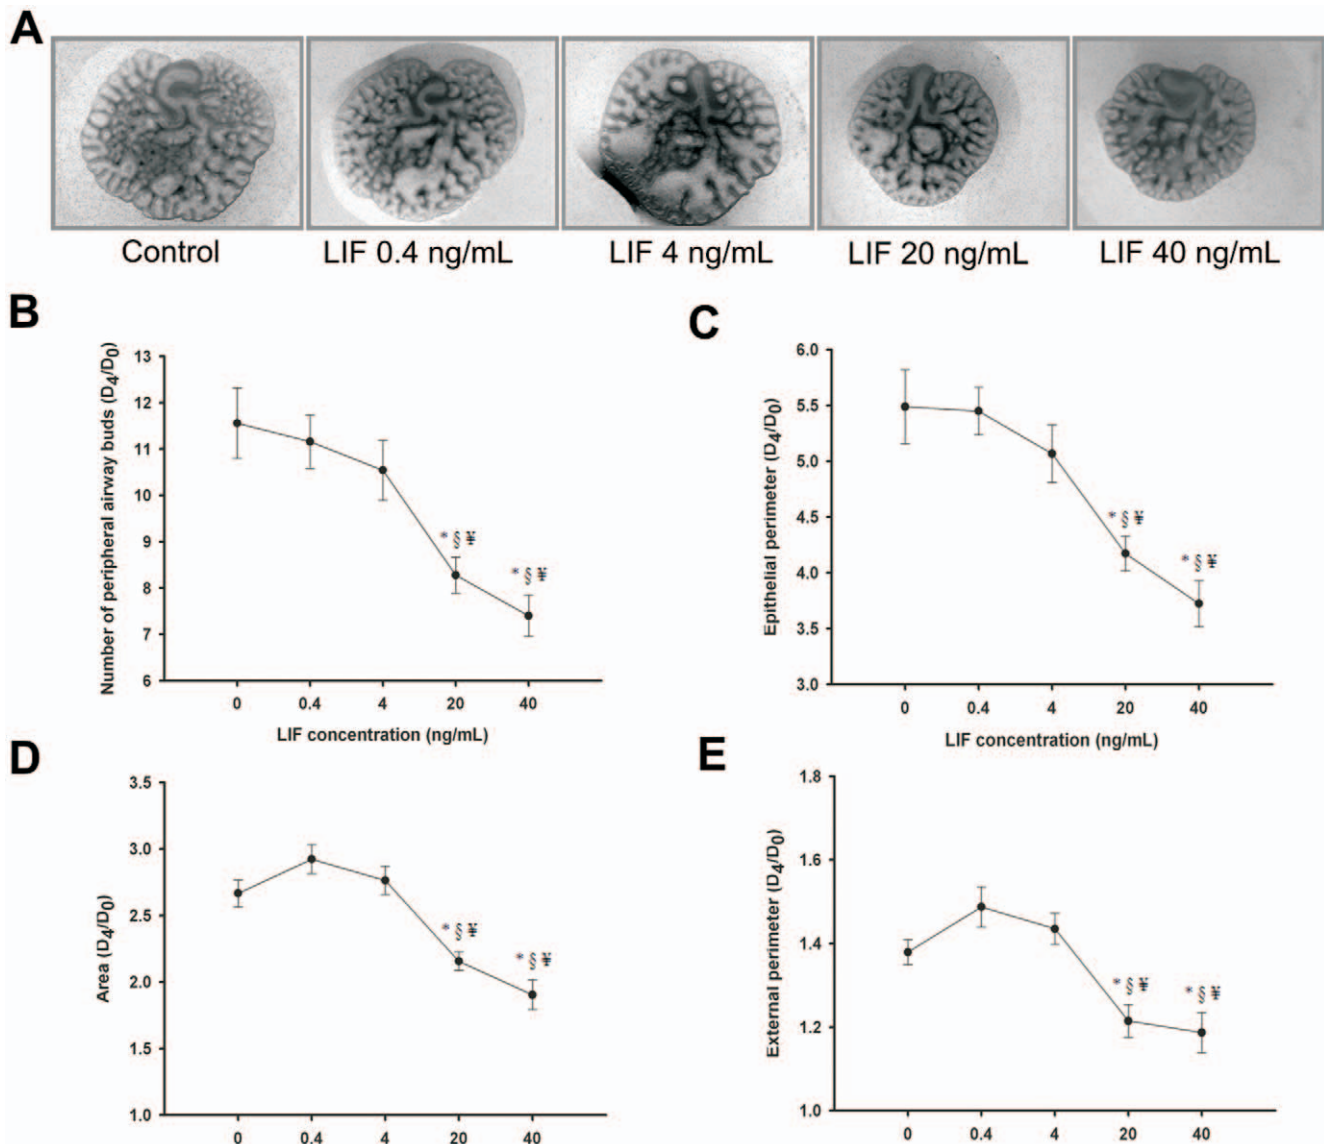 A
Control
LIF 0.4 ng/mL
LIF 4 ng/mL
LIF 20 ng/mL
LIF 40 ng/mL
B
Number of peripheral airway buds (D4/D0)
13
12
11
10
9
8
7
6
* § ¥
* § ¥
0
0.4
4
20
40
LIF concentration (ng/mL)
C
Epithelial perimeter (D4/D0)
6.0
5.5
5.0
4.5
4.0
3.5
3.0
* § ¥
* § ¥
0
0.4
4
20
40
LIF concentration (ng/mL)
D
Area (D4/D0)
3.5
3.0
2.5
2.0
1.5
1.0
* § ¥
* § ¥
0
0.4
4
20
40
E
External perimeter (D4/D0)
1.8
1.6
1.4
1.2
1.0
* § ¥
* § ¥
0
0.4
4
20
40